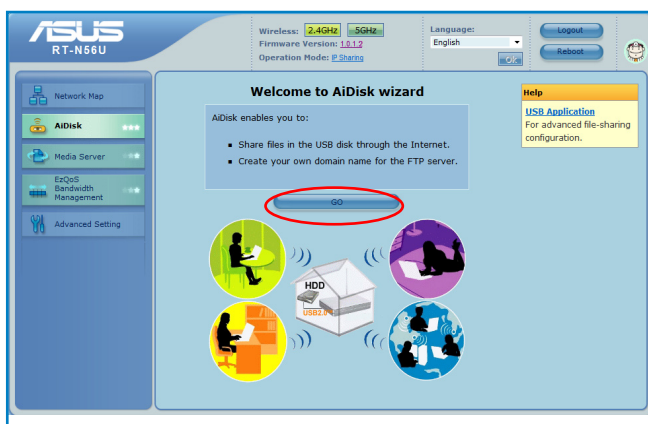 ASUS
RT-N56U
Wireless: 2.4GHz 5GHz
Firmware Version: 1.0.1.2
Operation Mode: IP Sharing
Language:
English
OK
Logout
Reboot
Network Map
AiDisk
Media Server
EzQoS
Bandwidth
Management
Advanced Setting
Welcome to AiDisk wizard
AiDisk enables you to:
Share files in the USB disk through the Internet.
Create your own domain name for the FTP server.
GO
HDD
USB2.0
Help
USB Application
For advanced file-sharing
configuration.